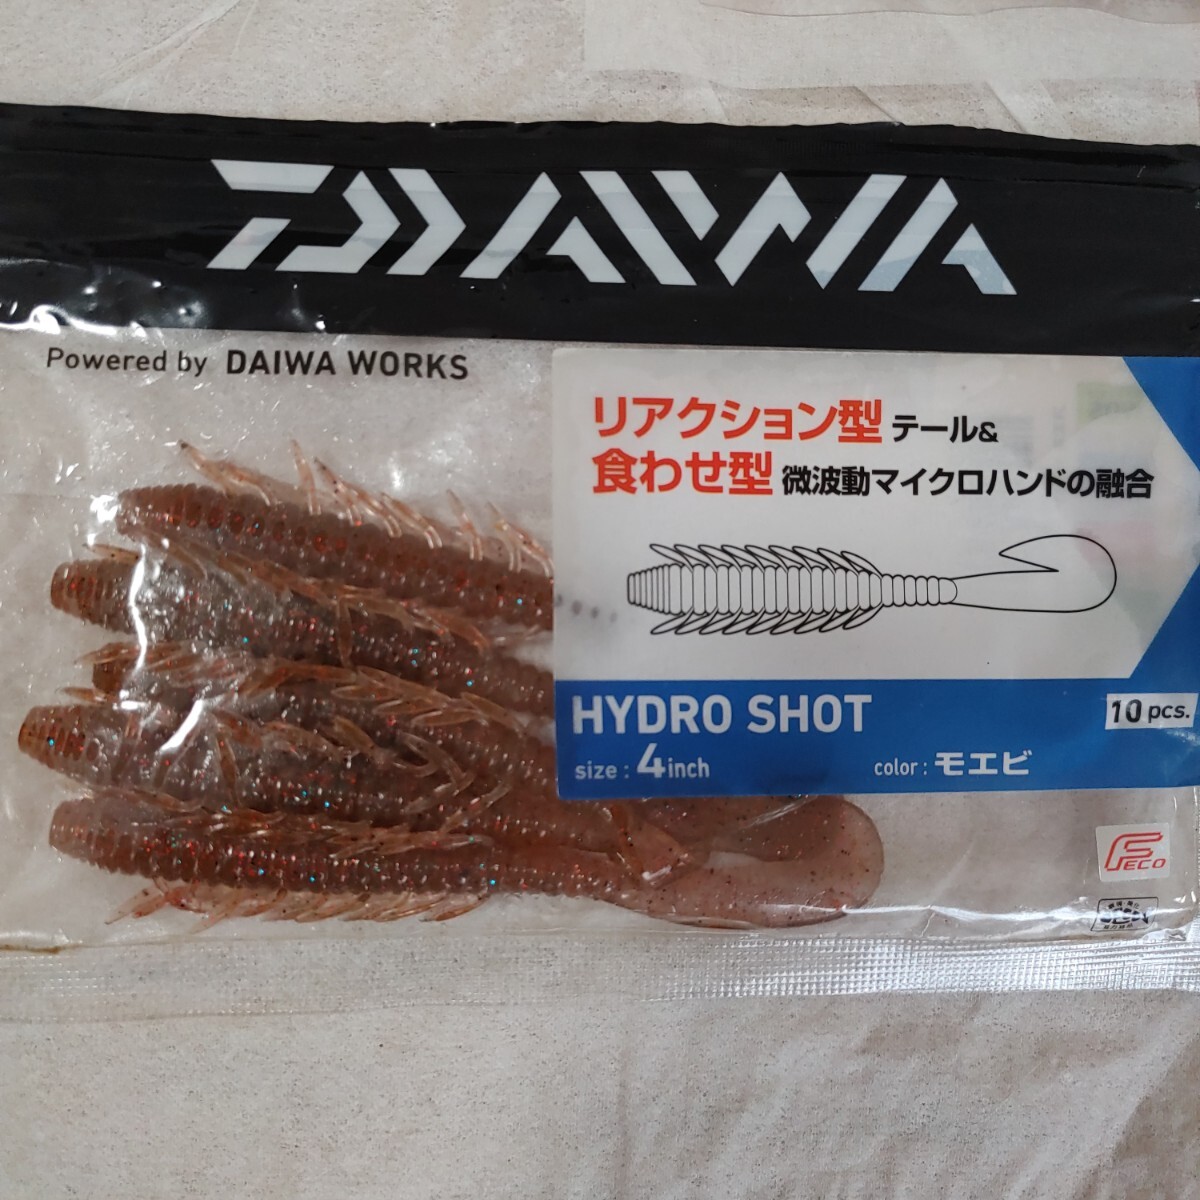 DAIWA
Powered by DAIWA WORKS
リアクション型 テール&
食わせ型 微波動マイクロハンドの融合
HYDRO SHOT
10 pcs.
size : 4inch
color : モエビ
FECO